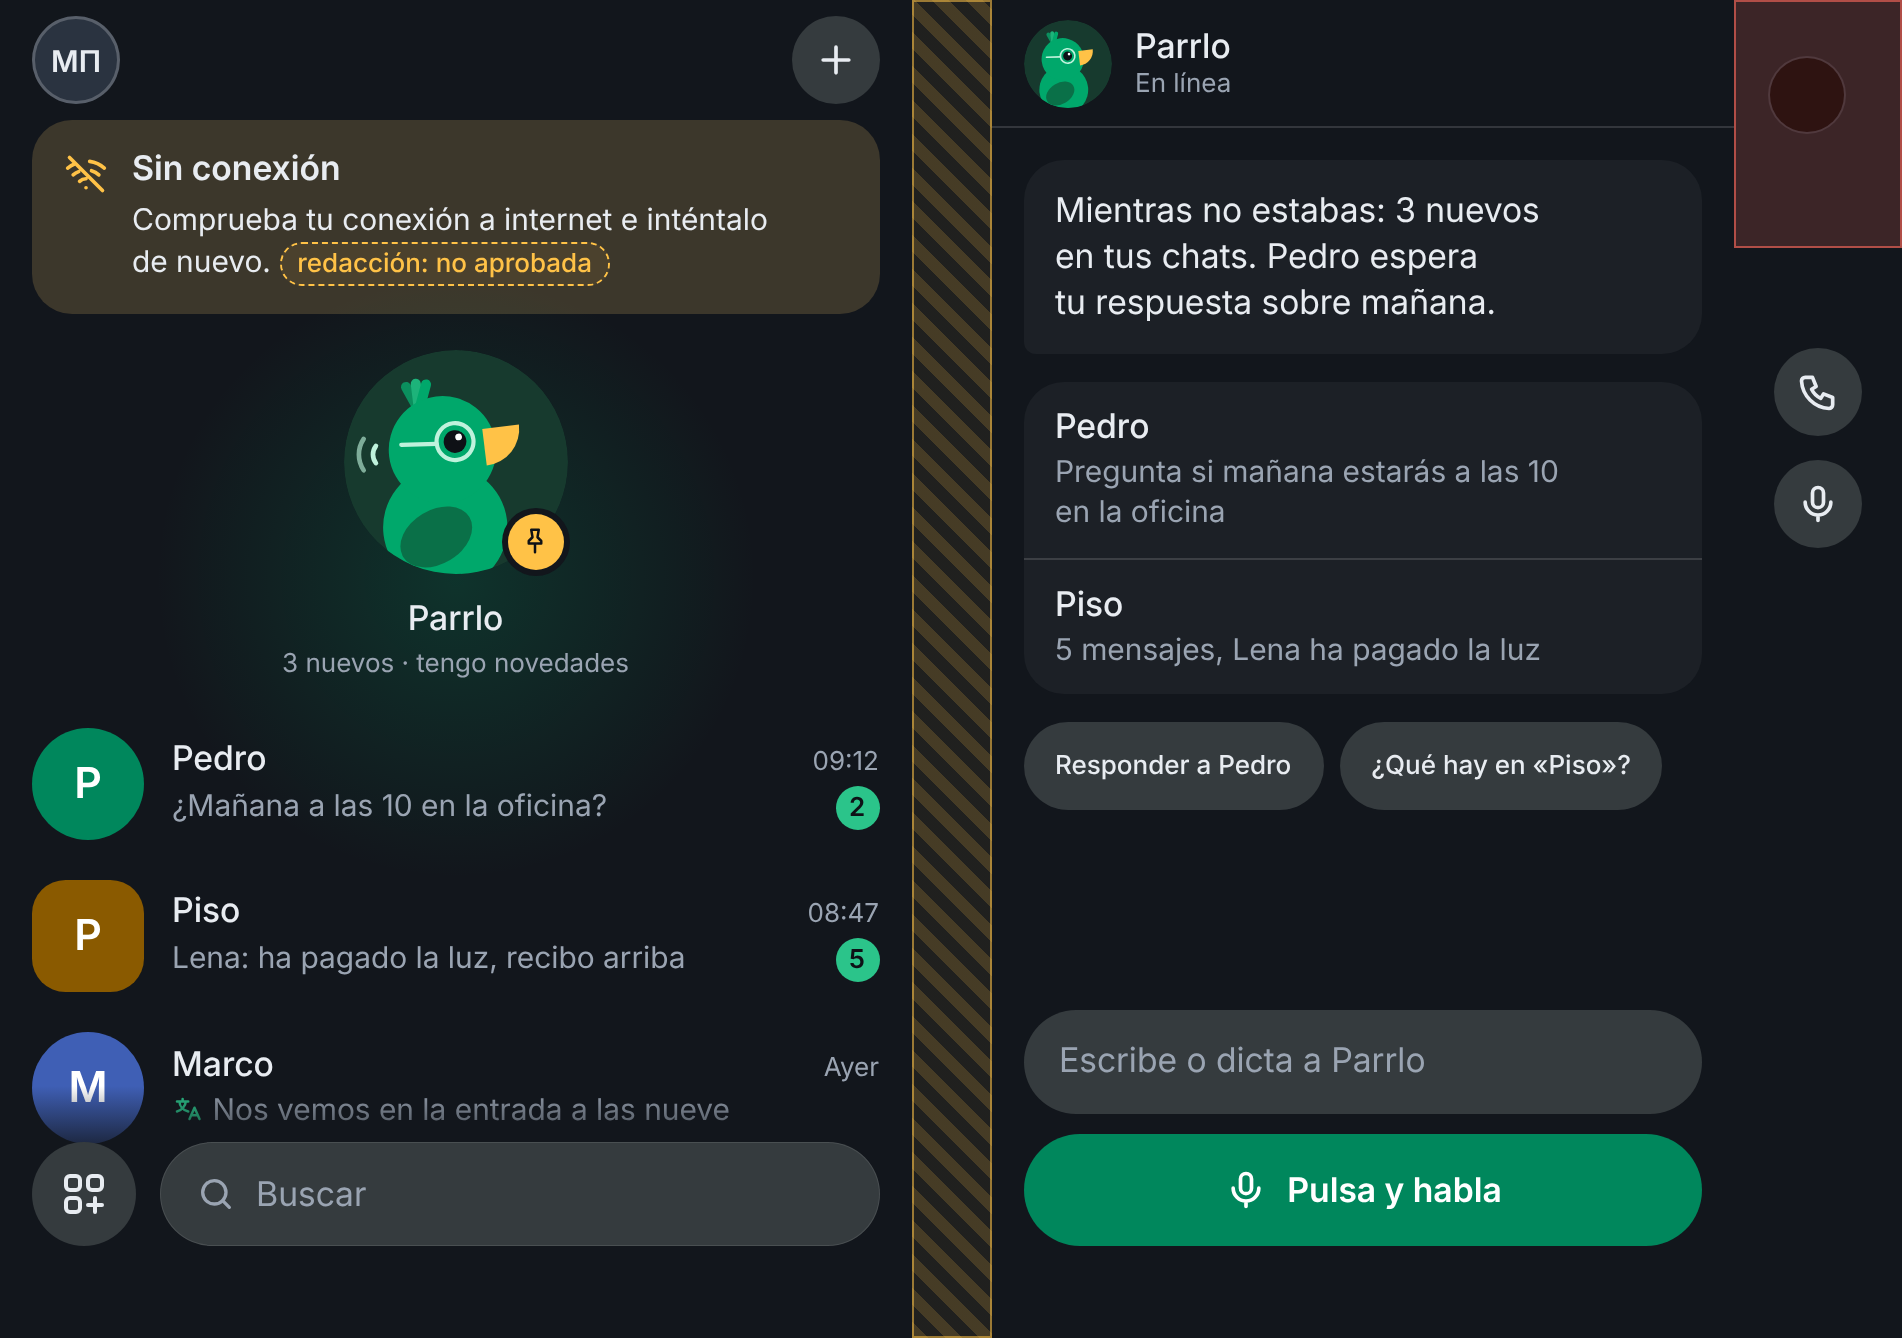 МП
Sin conexión
Comprueba tu conexión a internet e inténtalo
de nuevo. redacción: no aprobada
Parrlo
3 nuevos · tengo novedades
P
Pedro
09:12
¿Mañana a las 10 en la oficina?
2
P
Piso
08:47
Lena: ha pagado la luz, recibo arriba
5
M
Marco
Ayer
Nos vemos en la entrada a las nueve
Buscar
Parrlo
En línea
Mientras no estabas: 3 nuevos
en tus chats. Pedro espera
tu respuesta sobre mañana.
Pedro
Pregunta si mañana estarás a las 10
en la oficina
Piso
5 mensajes, Lena ha pagado la luz
Responder a Pedro
¿Qué hay en «Piso»?
Escribe o dicta a Parrlo
Pulsa y habla